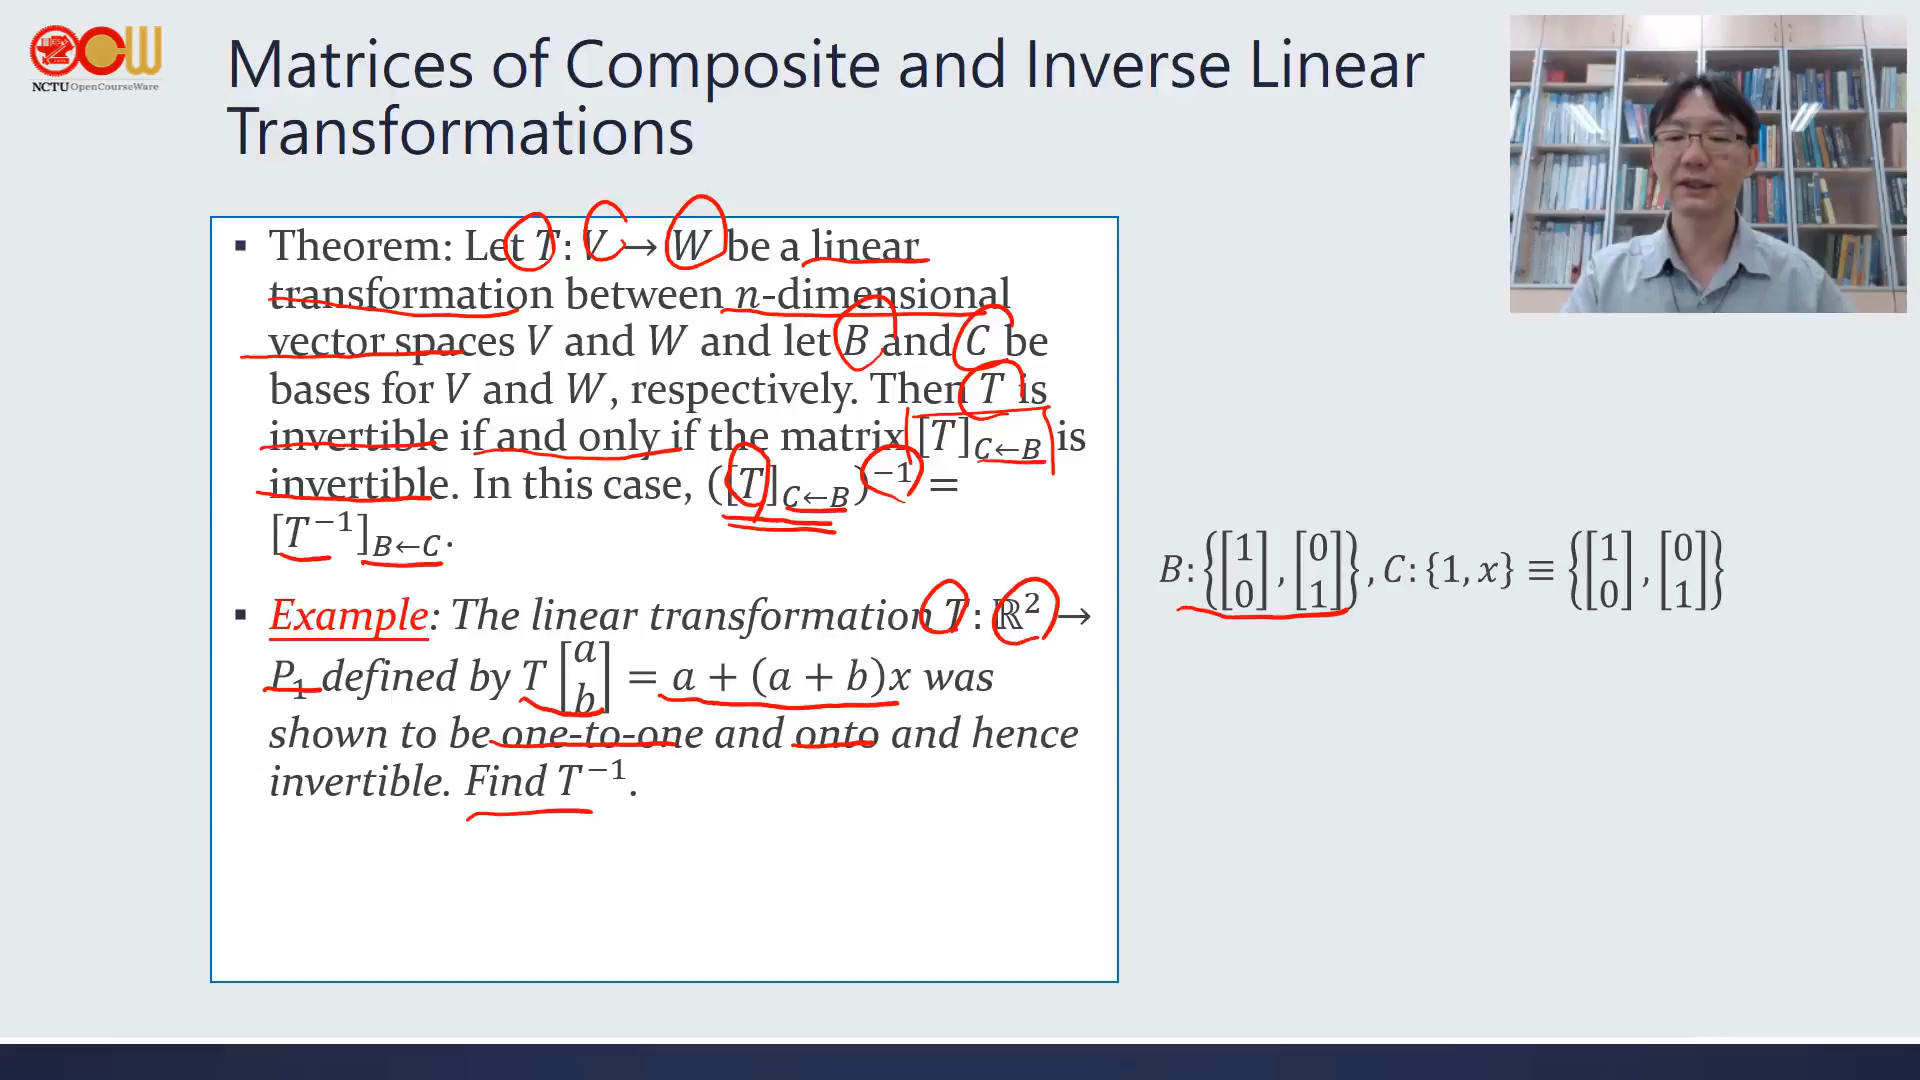 NCTU OpenCourseWare
Matrices of Composite and Inverse Linear
Transformations
▪ Theorem: Let T: V → W be a linear
transformation between n-dimensional
vector spaces V and W and let B and C be
bases for V and W, respectively. Then T is
invertible if and only if the matrix [T]_{C←B} is
invertible. In this case, ([T]_{C←B})^{−1} =
[T^{−1}]_{B←C}.
▪ Example: The linear transformation T: ℝ² →
P₁ defined by T [a b] = a + (a + b)x was
shown to be one-to-one and onto and hence
invertible. Find T^{−1}.
B: {[1 0], [0 1]}, C: {1, x} ≡ {[1 0], [0 1]}